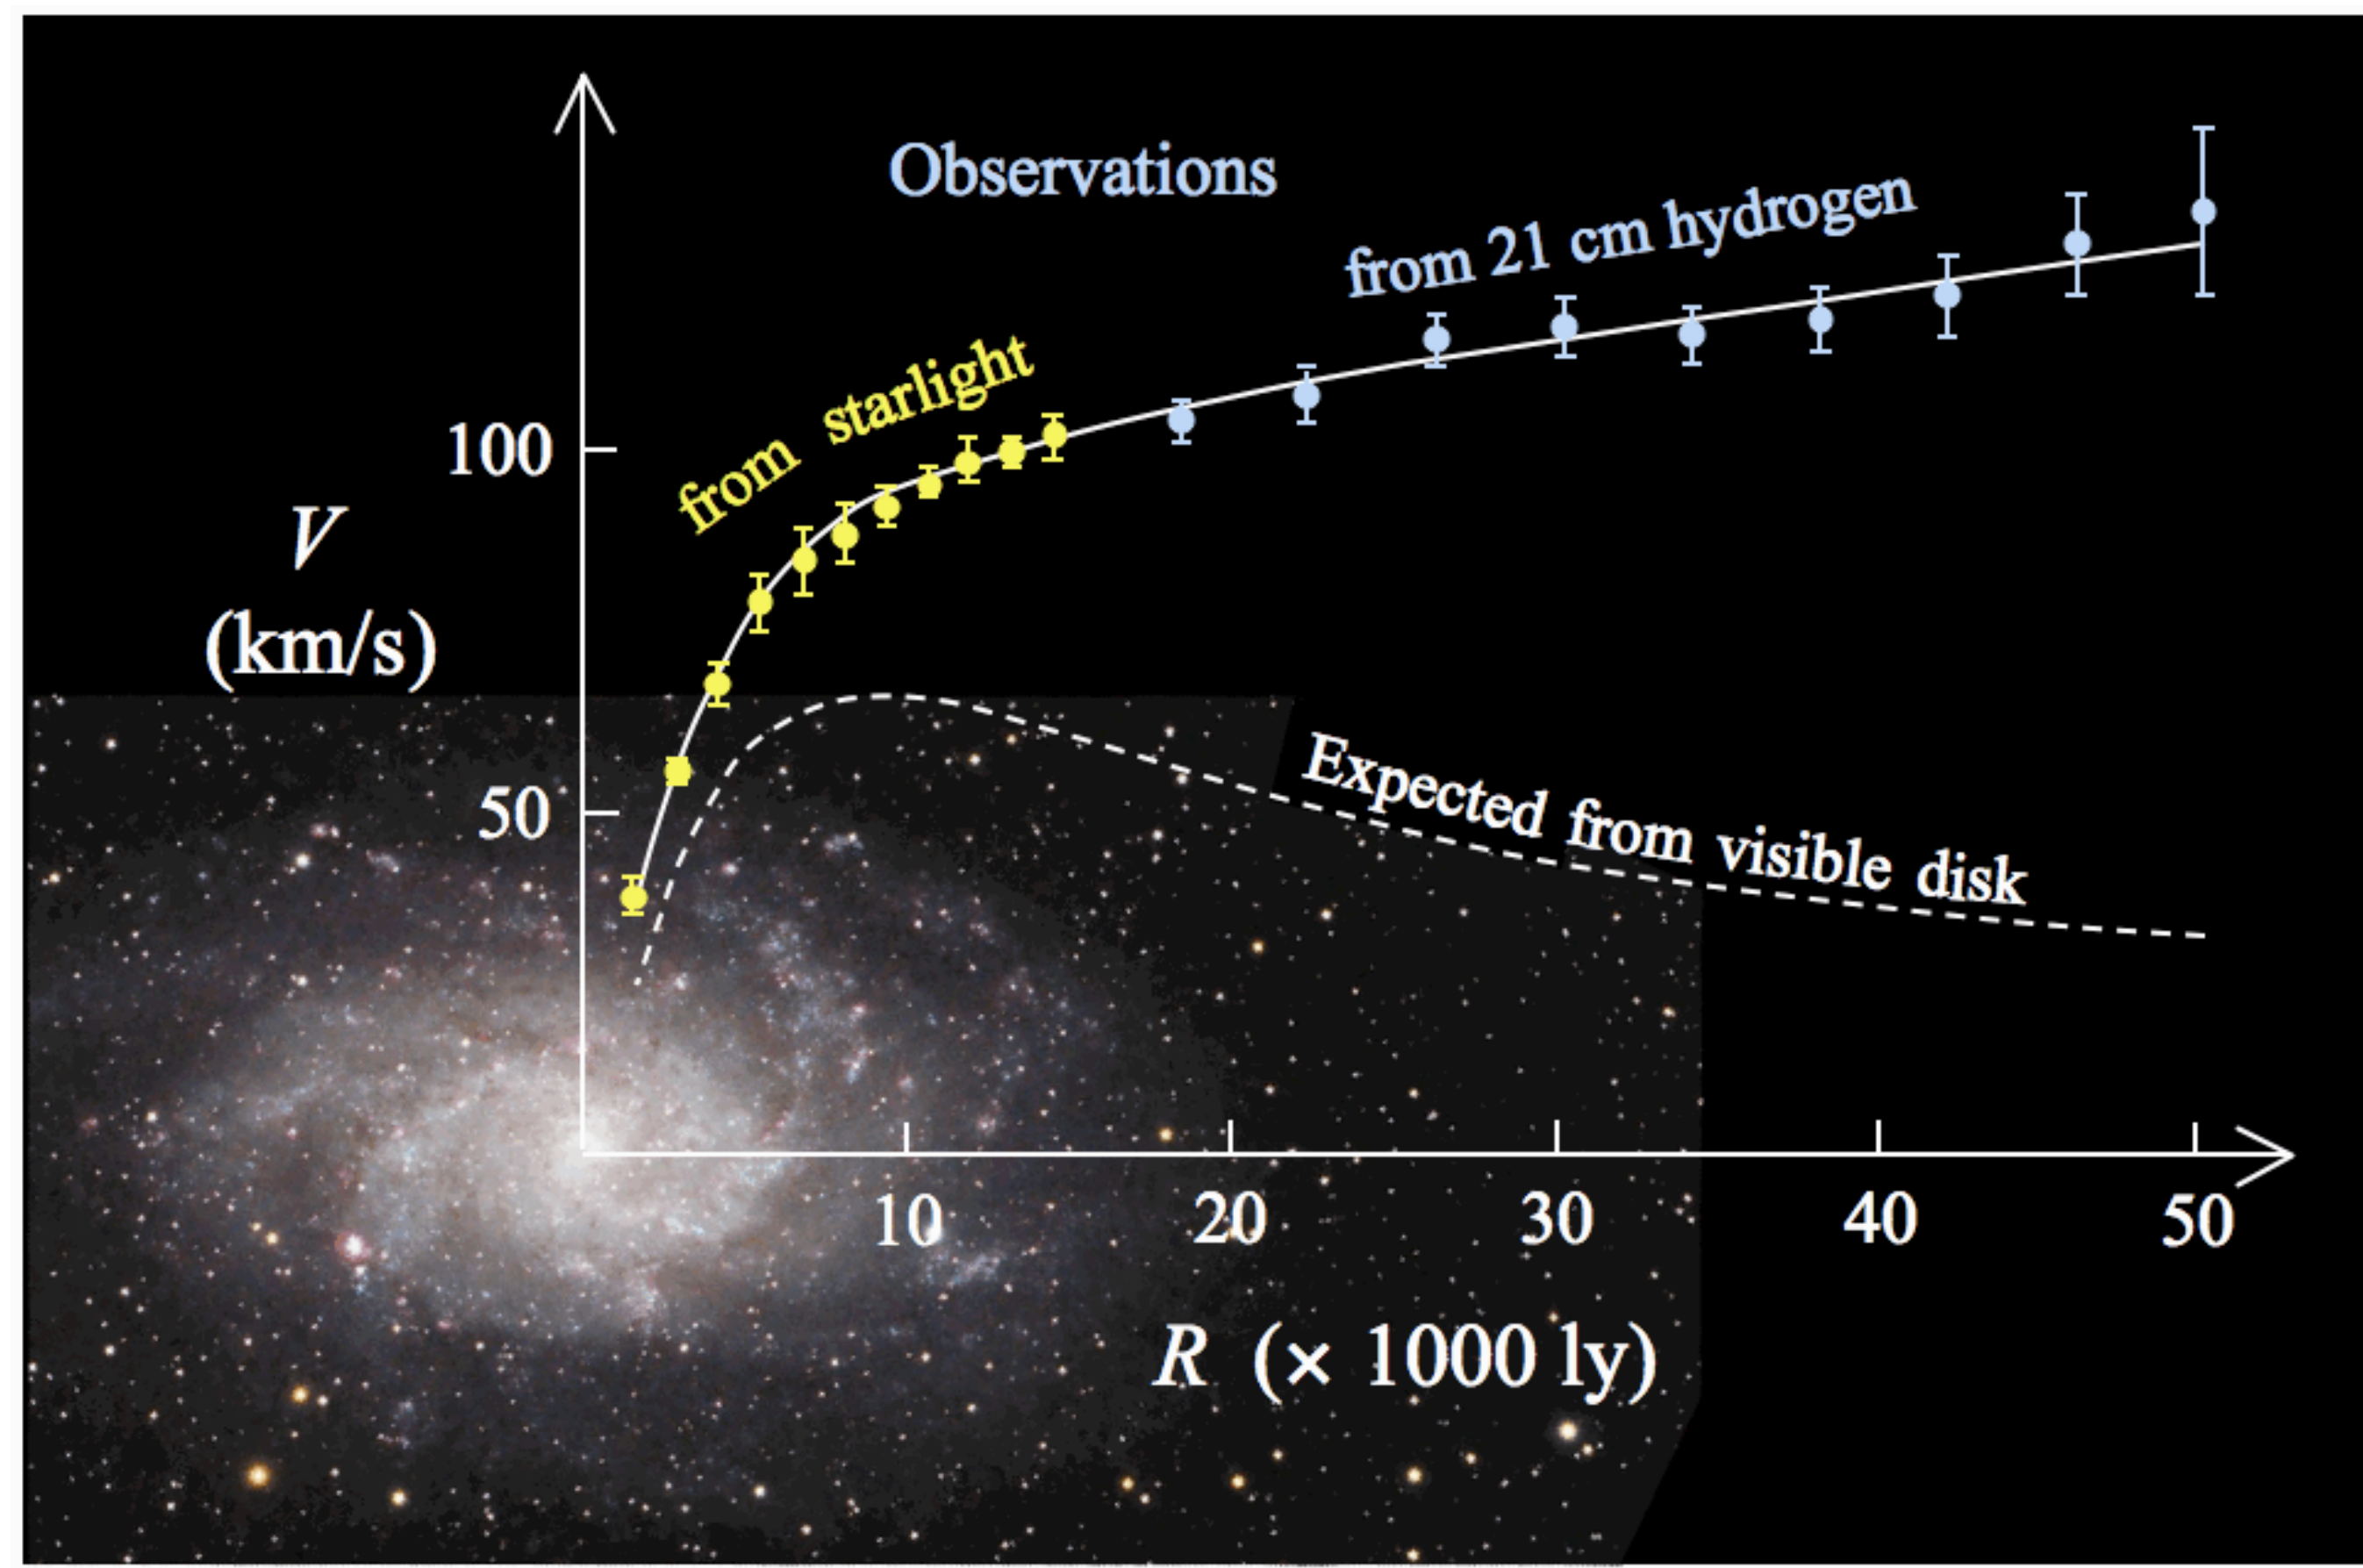 Observations
from 21 cm hydrogen
from starlight
100
V
(km/s)
50
Expected from visible disk
10 20 30 40 50
R (× 1000 ly)